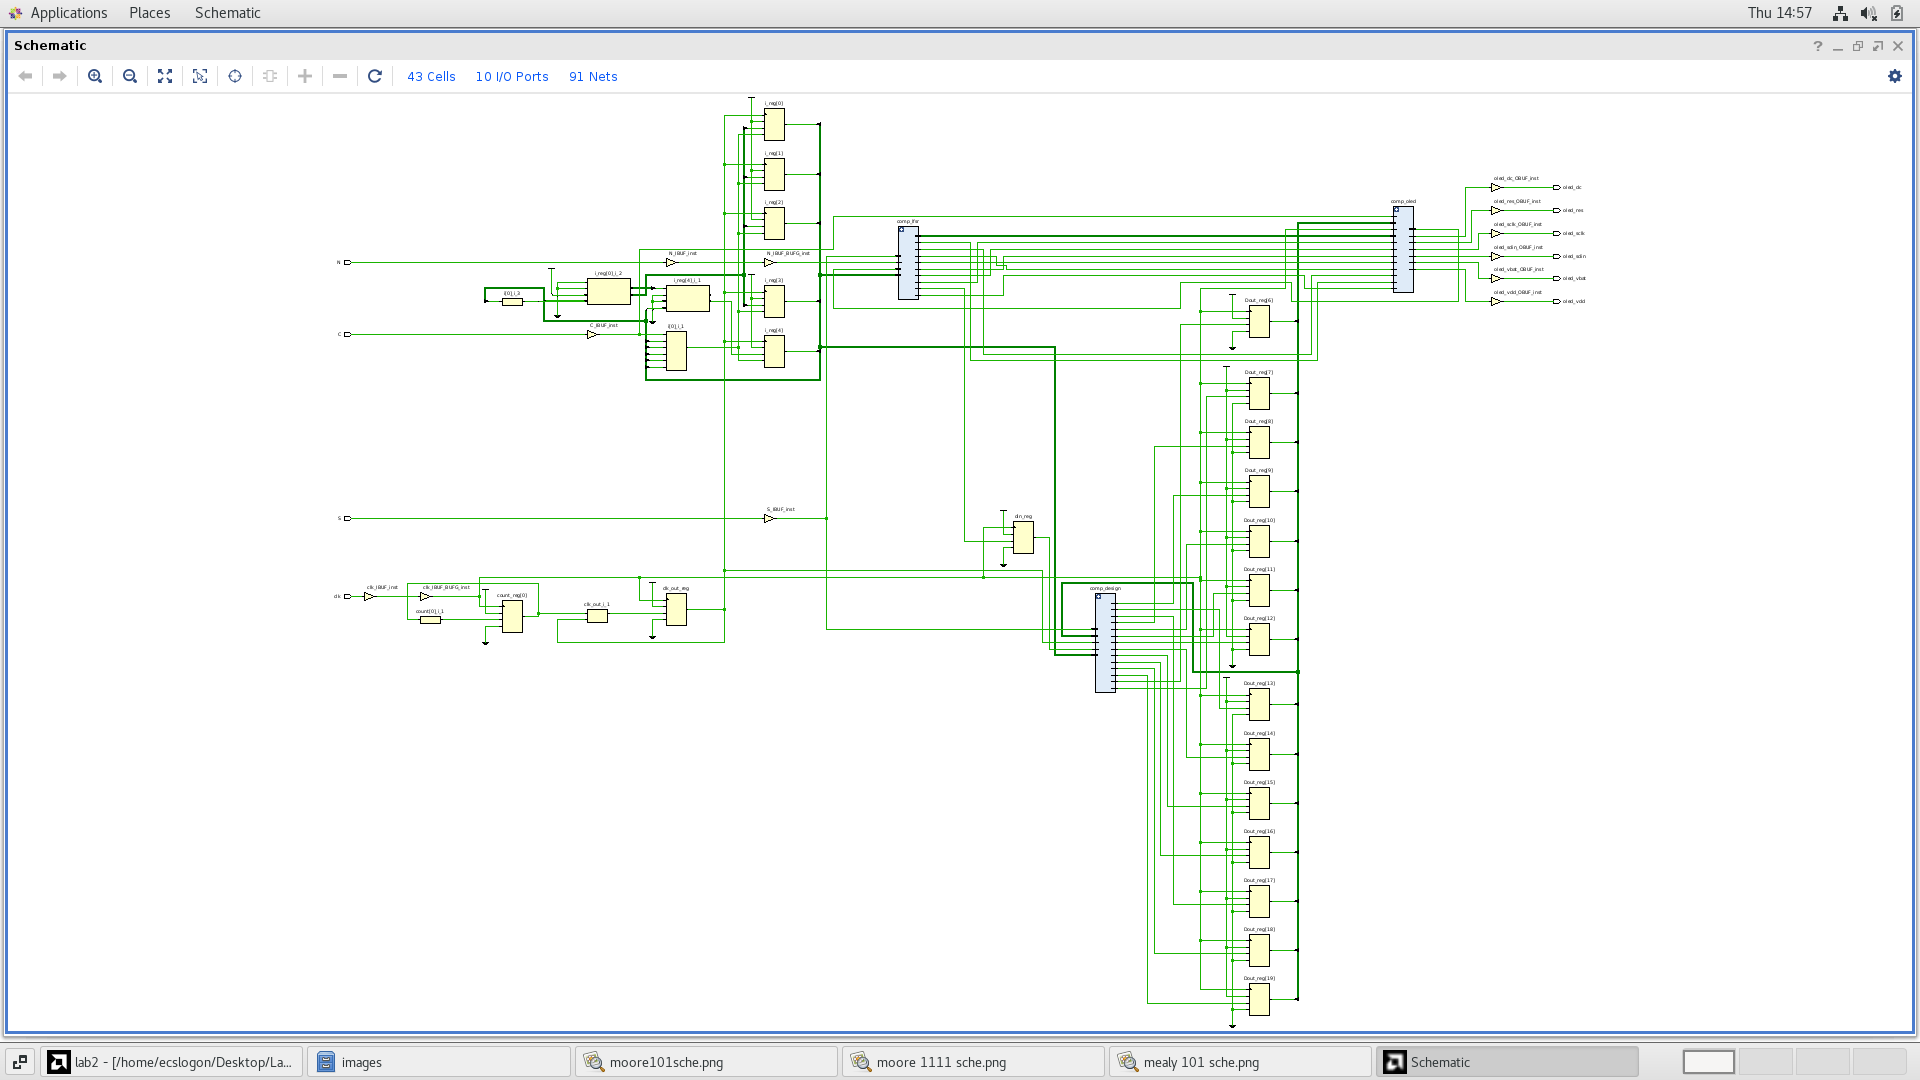 Applications Places Schematic Thu 14:57
Schematic
43 Cells 10 I/O Ports 91 Nets
i_reg[0]
i_reg[1]
i_reg[2]
i_reg[3]
i_reg[4]
N
N_IBUF_inst
N_IBUF_BUFG_inst
i_reg[0]_i_2
i_reg[4]_i_1
i[0]_i_3
i[0]_i_1
C
C_IBUF_inst
comp_lfsr
comp_oled
oled_dc_OBUF_inst
oled_dc
oled_res_OBUF_inst
oled_res
oled_sclk_OBUF_inst
oled_sclk
oled_sdin_OBUF_inst
oled_sdin
oled_vbat_OBUF_inst
oled_vbat
oled_vdd_OBUF_inst
oled_vdd
S
S_IBUF_inst
din_reg
clk
clk_IBUF_inst
clk_IBUF_BUFG_inst
count[0]_i_1
count_reg[0]
clk_out_i_1
clk_out_reg
comp_design
Dout_reg[6]
Dout_reg[7]
Dout_reg[8]
Dout_reg[9]
Dout_reg[10]
Dout_reg[11]
Dout_reg[12]
Dout_reg[13]
Dout_reg[14]
Dout_reg[15]
Dout_reg[16]
Dout_reg[17]
Dout_reg[18]
Dout_reg[19]
lab2 - [/home/ecslogon/Desktop/La... images moore101sche.png moore 1111 sche.png mealy 101 sche.png Schematic